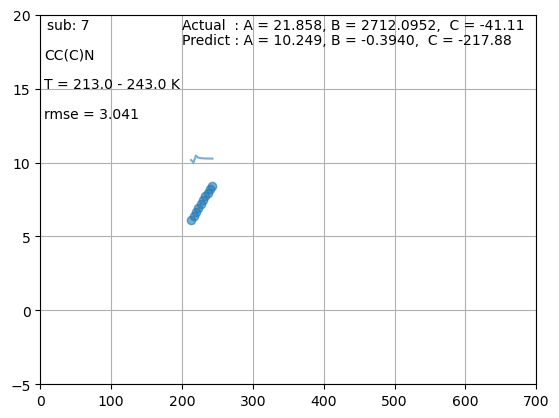 sub: 7
Actual : A = 21.858, B = 2712.0952, C = -41.11
Predict : A = 10.249, B = -0.3940, C = -217.88
CC(C)N
T = 213.0 - 243.0 K
rmse = 3.041
20
15
10
5
0
−5
0 100 200 300 400 500 600 700